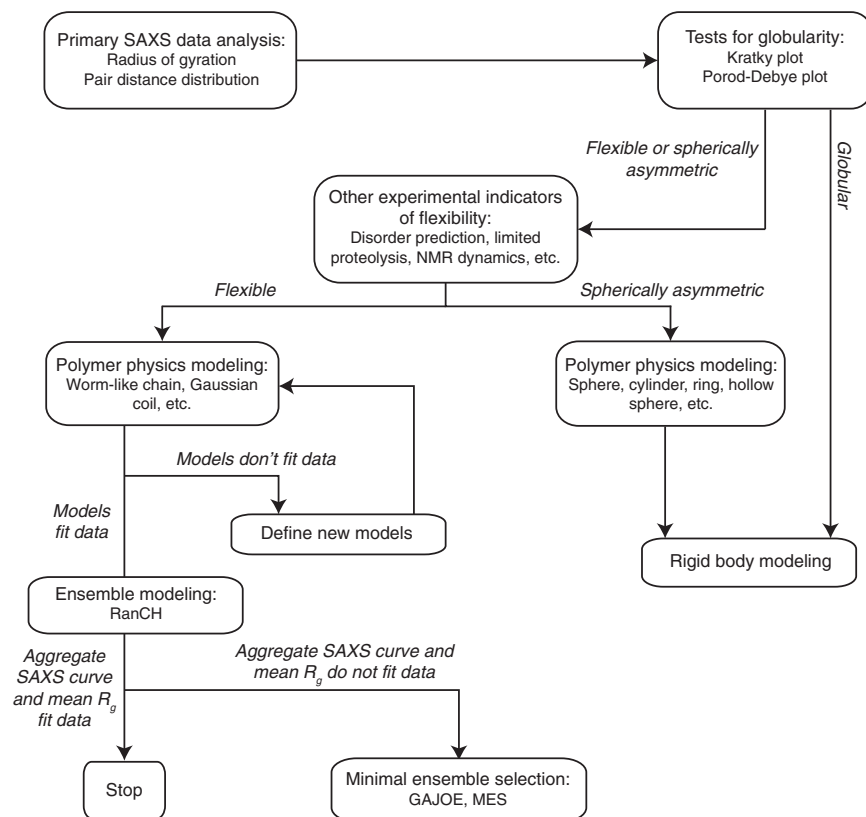 Primary SAXS data analysis:
Radius of gyration
Pair distance distribution
Tests for globularity:
Kratky plot
Porod-Debye plot
Flexible or spherically
asymmetric
Globular
Other experimental indicators
of flexibility:
Disorder prediction, limited
proteolysis, NMR dynamics, etc.
Flexible
Spherically asymmetric
Polymer physics modeling:
Worm-like chain, Gaussian
coil, etc.
Polymer physics modeling:
Sphere, cylinder, ring, hollow
sphere, etc.
Models don't fit data
Models
fit data
Define new models
Rigid body modeling
Ensemble modeling:
RanCH
Aggregate
SAXS curve
and mean Rg
fit data
Aggregate SAXS curve and
mean Rg do not fit data
Stop
Minimal ensemble selection:
GAJOE, MES